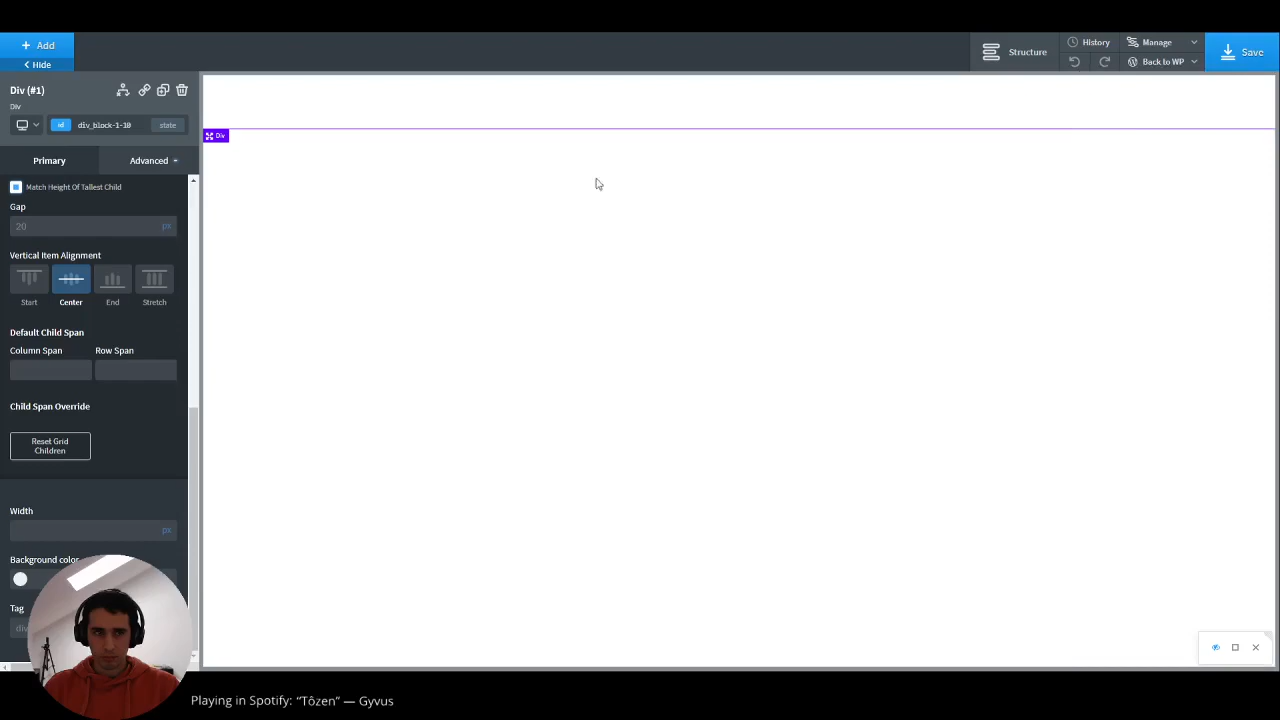 + Add
< Hide
Structure
History
Manage
Back to WP
Save
Div (#1)
Div
id
div_block-1-10
state
Primary
Advanced
Match Height Of Tallest Child
Gap
20 px
Vertical Item Alignment
Start Center End Stretch
Default Child Span
Column Span Row Span
Child Span Override
Reset Grid
Children
Width
px
Background color
Tag
div
Div
Playing in Spotify: “Tôzen” — Gyvus